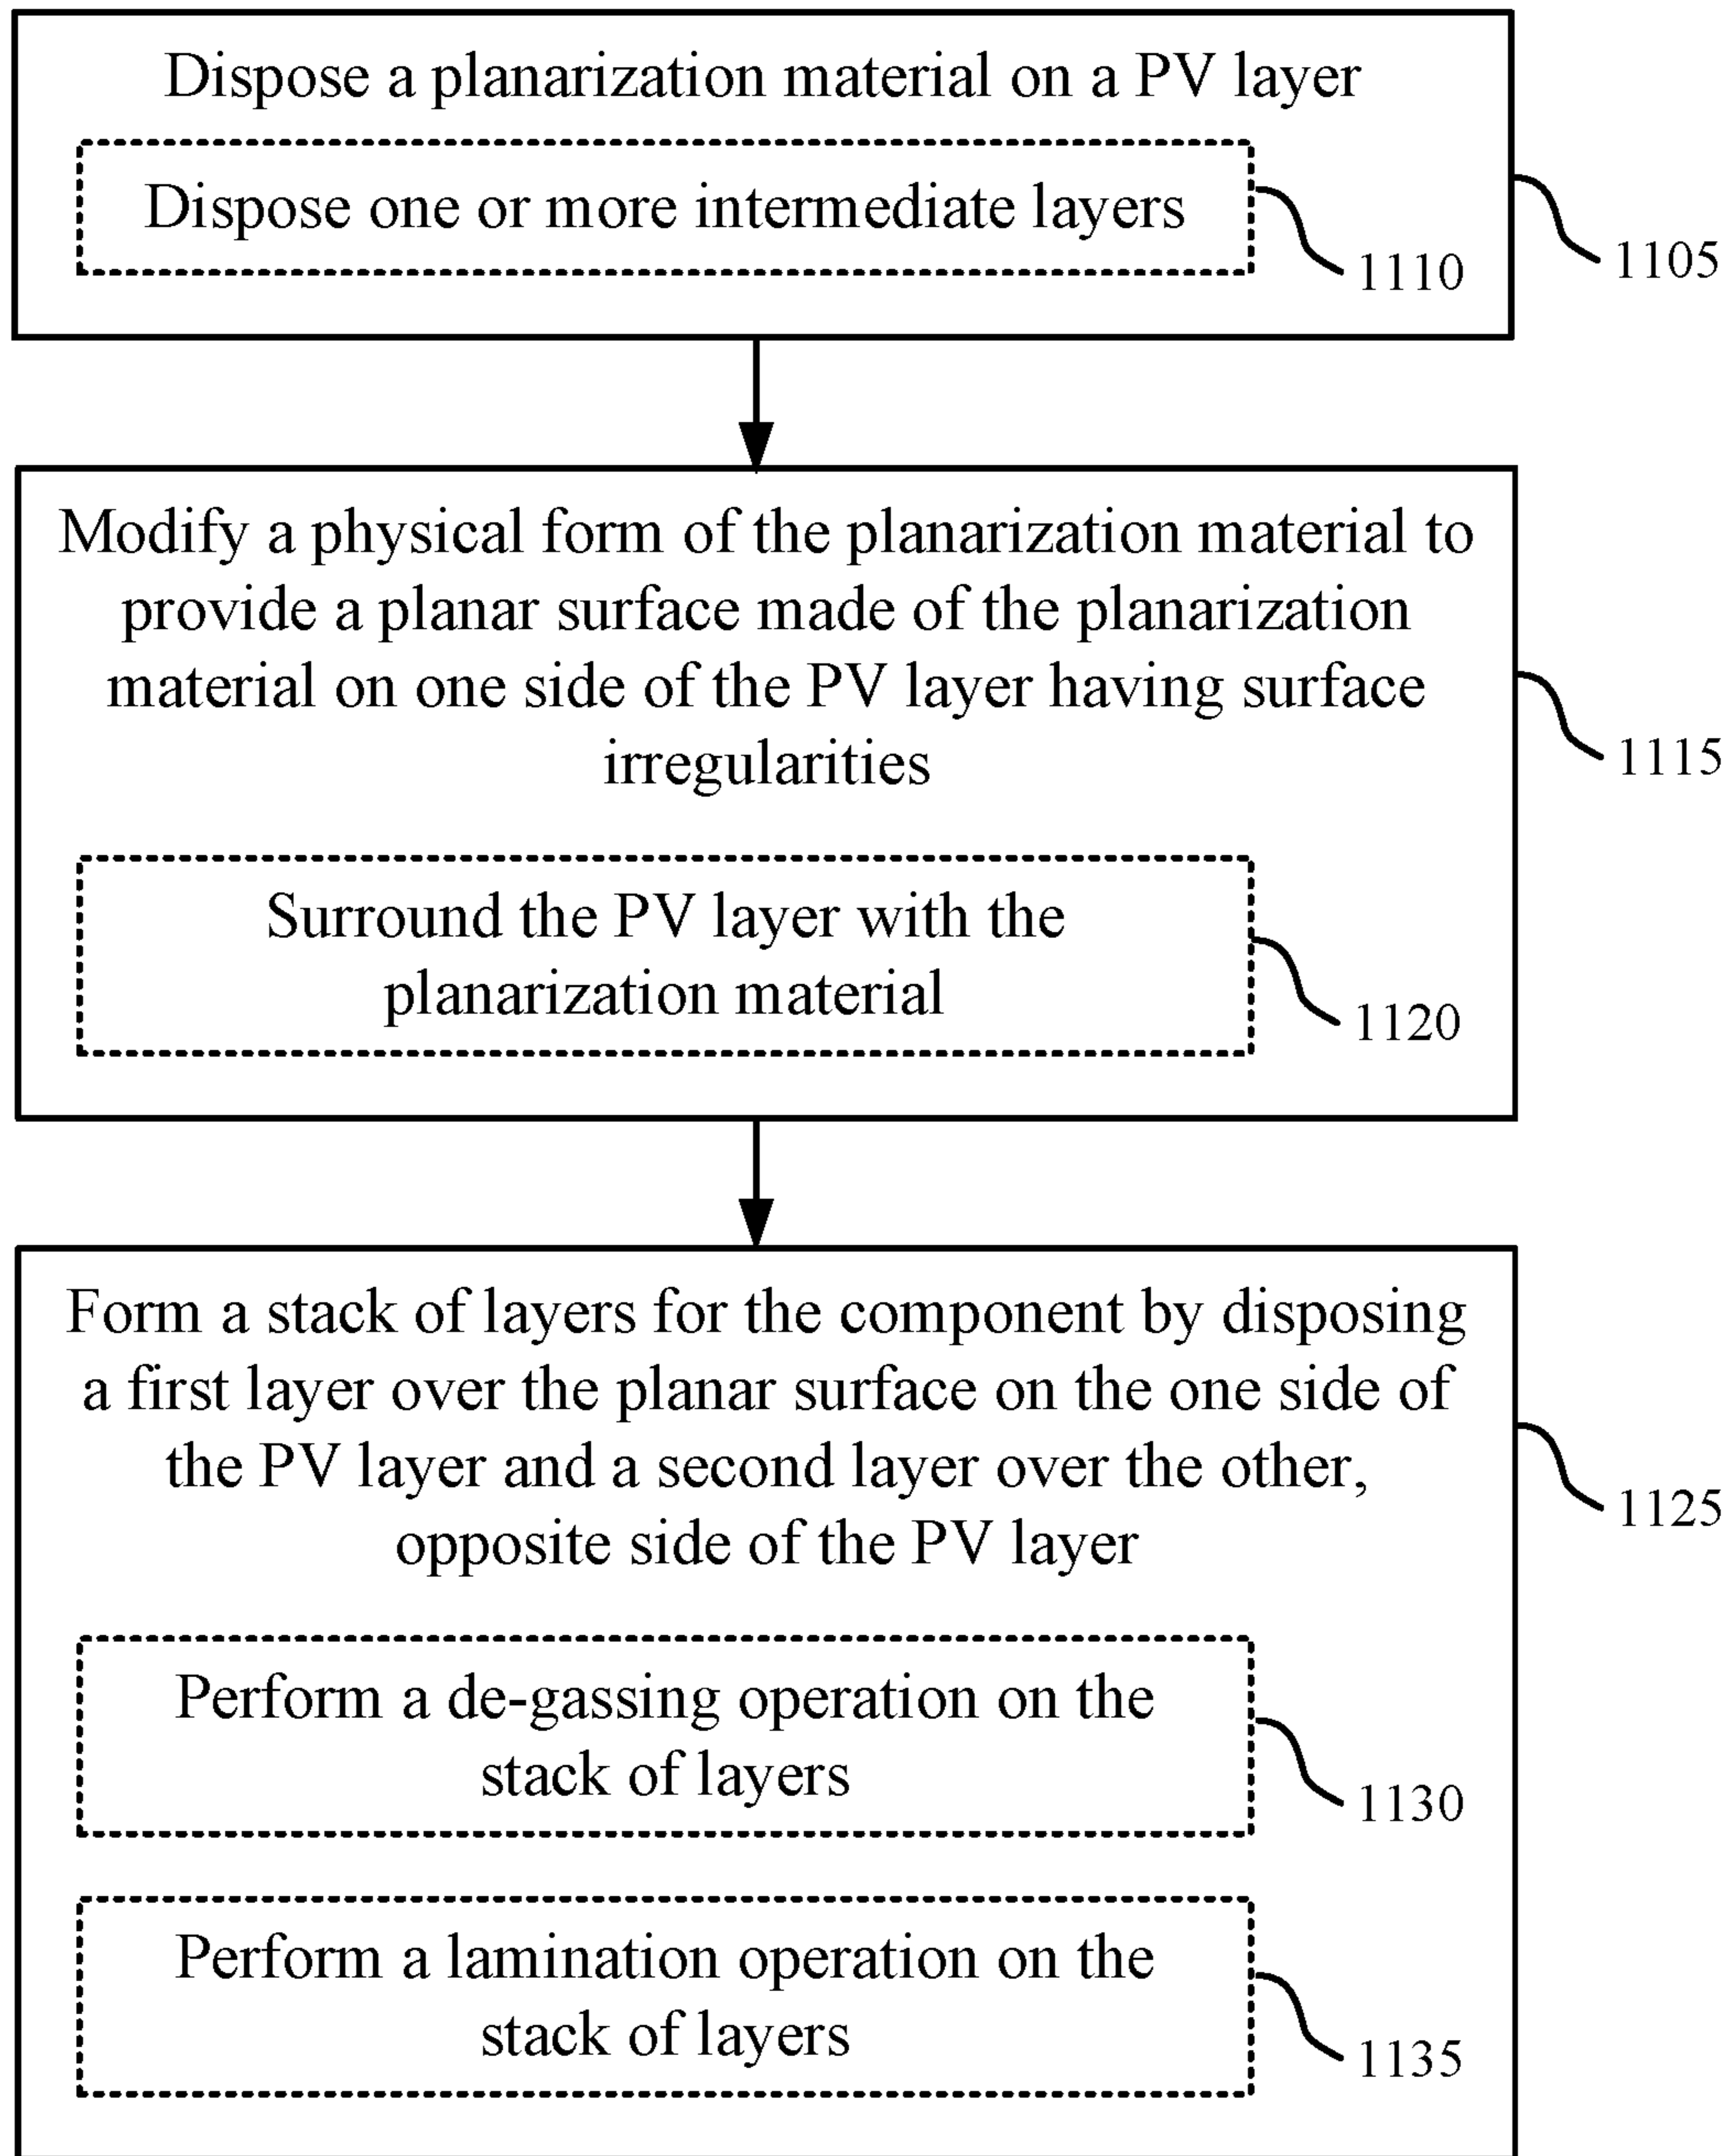 Dispose a planarization material on a PV layer
Dispose one or more intermediate layers
1110
1105
Modify a physical form of the planarization material to
provide a planar surface made of the planarization
material on one side of the PV layer having surface
irregularities
1115
Surround the PV layer with the
planarization material
1120
Form a stack of layers for the component by disposing
a first layer over the planar surface on the one side of
the PV layer and a second layer over the other,
opposite side of the PV layer
1125
Perform a de-gassing operation on the
stack of layers
1130
Perform a lamination operation on the
stack of layers
1135